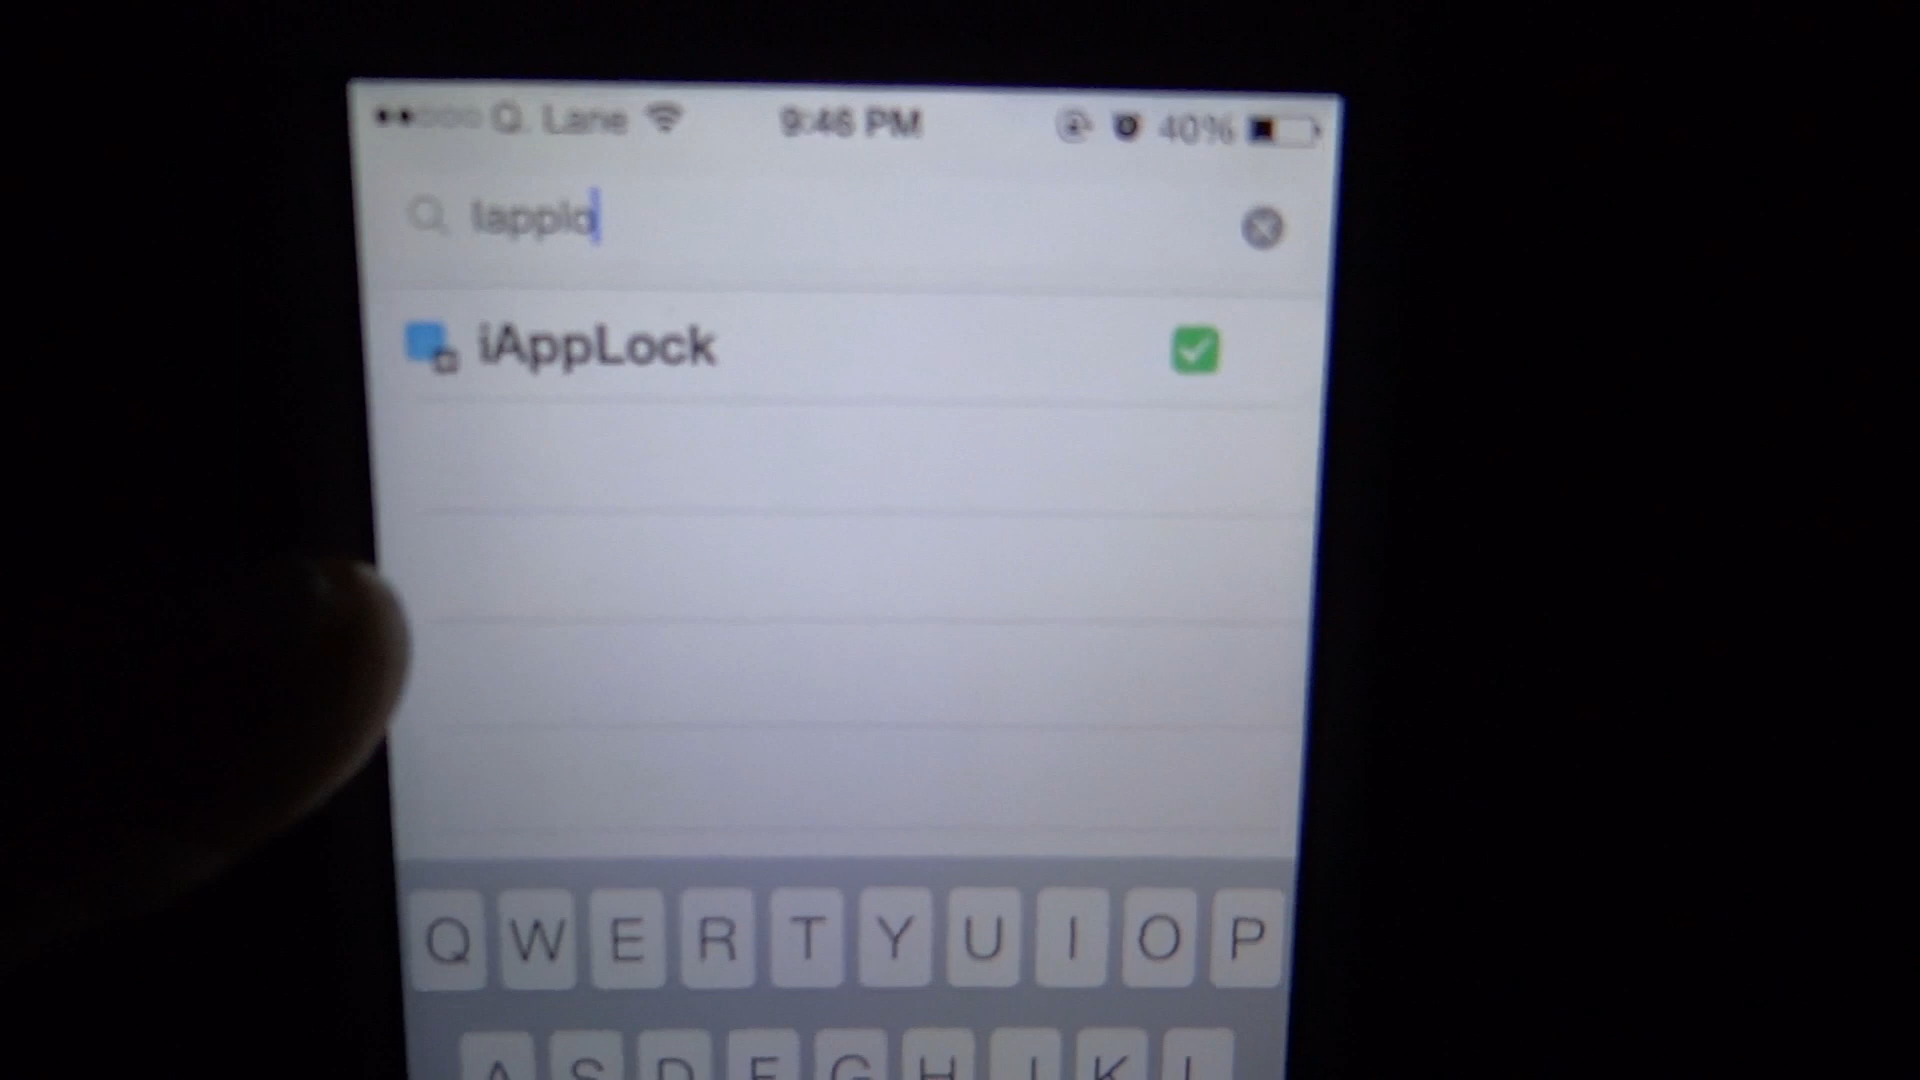 Q. Lane 9:46 PM 40%
Iapplo
iAppLock
Q W E R T Y U I O P
A S D F G H J K L